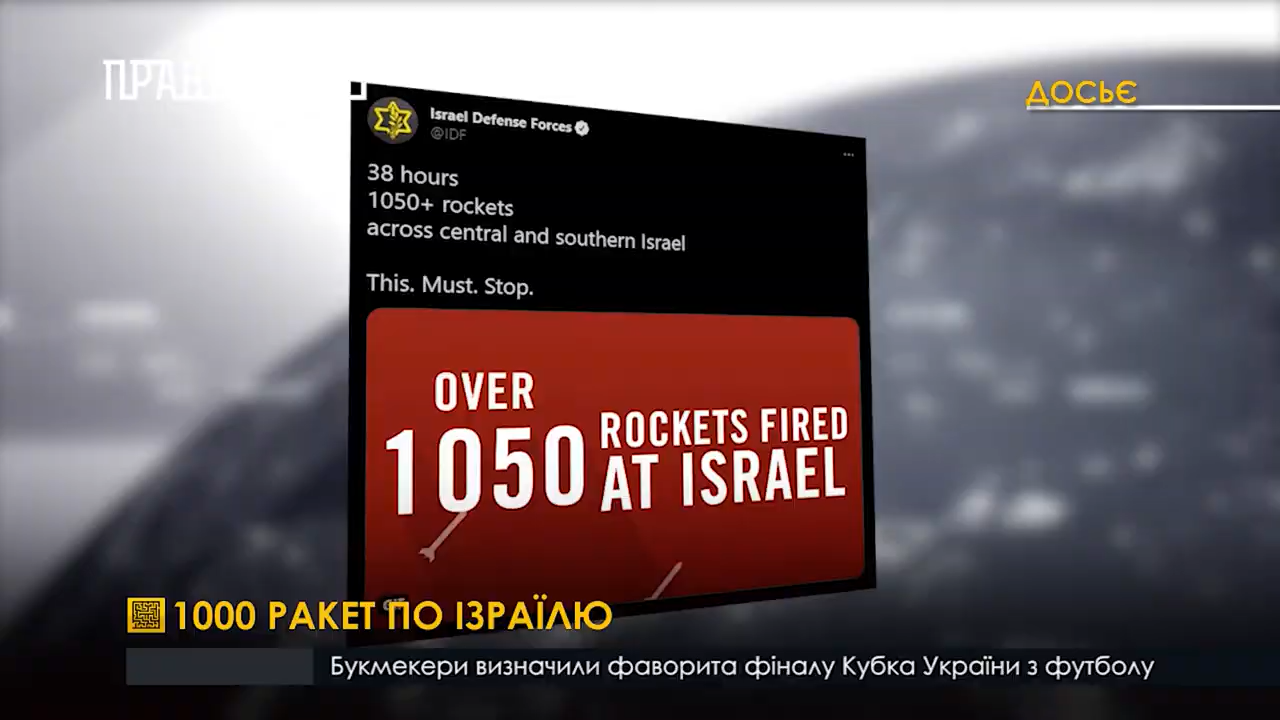 ДОСЬЄ
Israel Defense Forces
@IDF
38 hours
1050+ rockets
across central and southern Israel
This. Must. Stop.
OVER
1050
ROCKETS FIRED
AT ISRAEL
1000 РАКЕТ ПО ІЗРАЇЛЮ
Букмекери визначили фаворита фіналу Кубка України з футболу